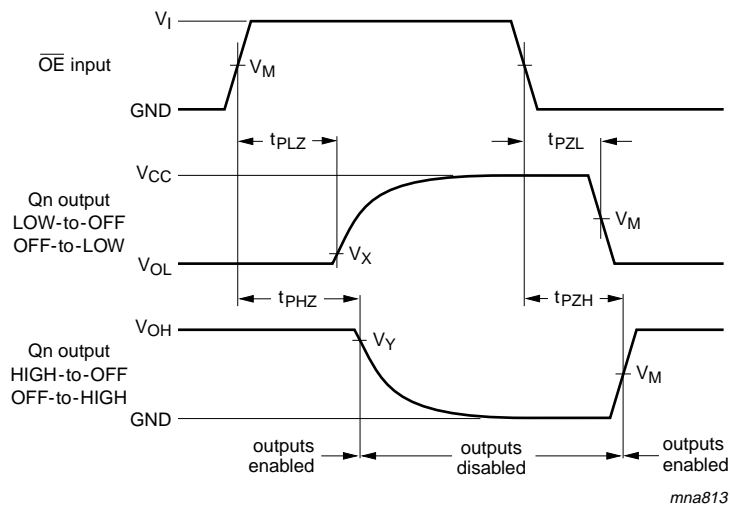 V_I
OE input
V_M
GND
t_PLZ
t_PZL
V_CC
Qn output
LOW-to-OFF
OFF-to-LOW
V_M
V_X
V_OL
t_PHZ
t_PZH
V_OH
V_Y
Qn output
HIGH-to-OFF
OFF-to-HIGH
V_M
GND
outputs
enabled
outputs
disabled
outputs
enabled
mna813